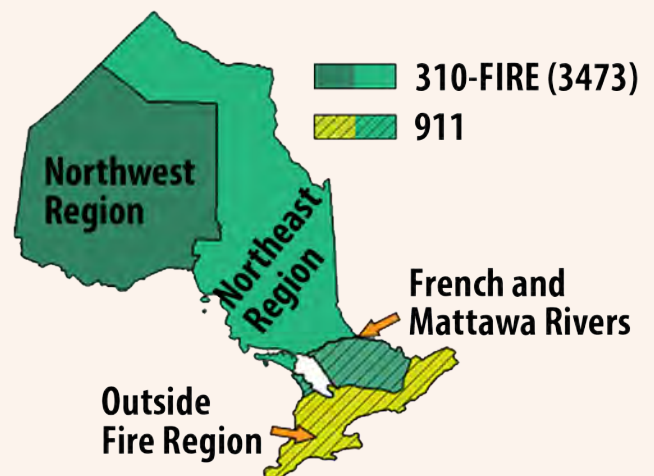 310-FIRE (3473)
911
Northwest
Region
Northeast
Region
French and
Mattawa Rivers
Outside
Fire Region